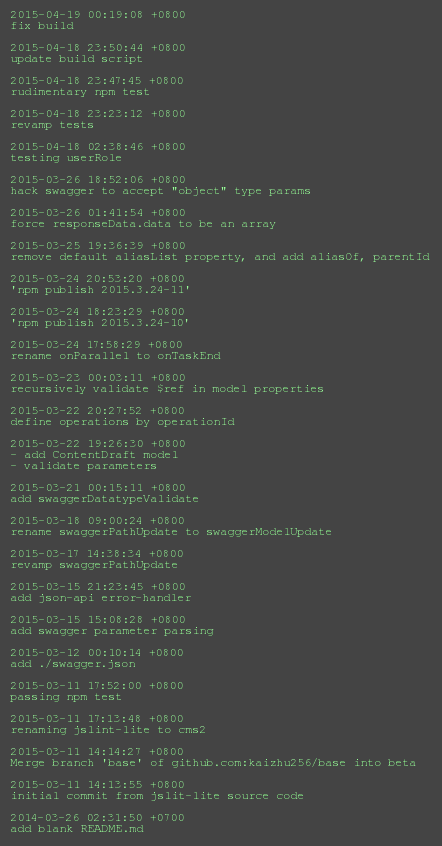 2015-04-19 00:19:08 +0800
fix build
2015-04-18 23:50:44 +0800
update build script
2015-04-18 23:47:45 +0800
rudimentary npm test
2015-04-18 23:23:12 +0800
revamp tests
2015-04-18 02:38:46 +0800
testing userRole
2015-03-26 18:52:06 +0800
hack swagger to accept "object" type params
2015-03-26 01:41:54 +0800
force responseData.data to be an array
2015-03-25 19:36:39 +0800
remove default aliasList property, and add aliasOf, parentId
2015-03-24 20:53:20 +0800
'npm publish 2015.3.24-11'
2015-03-24 18:23:29 +0800
'npm publish 2015.3.24-10'
2015-03-24 17:58:29 +0800
rename onParallel to onTaskEnd
2015-03-23 00:03:11 +0800
recursively validate $ref in model properties
2015-03-22 20:27:52 +0800
define operations by operationId
2015-03-22 19:26:30 +0800
- add ContentDraft model
- validate parameters
2015-03-21 00:15:11 +0800
add swaggerDatatypeValidate
2015-03-18 09:00:24 +0800
rename swaggerPathUpdate to swaggerModelUpdate
2015-03-17 14:38:34 +0800
revamp swaggerPathUpdate
2015-03-15 21:23:45 +0800
add json-api error-handler
2015-03-15 15:08:28 +0800
add swagger parameter parsing
2015-03-12 00:10:14 +0800
add ./swagger.json
2015-03-11 17:52:00 +0800
passing npm test
2015-03-11 17:13:48 +0800
renaming jslint-lite to cms2
2015-03-11 14:14:27 +0800
Merge branch 'base' of github.com:kaizhu256/base into beta
2015-03-11 14:13:55 +0800
initial commit from jslit-lite source code
2014-03-26 02:31:50 +0700
add blank README.md